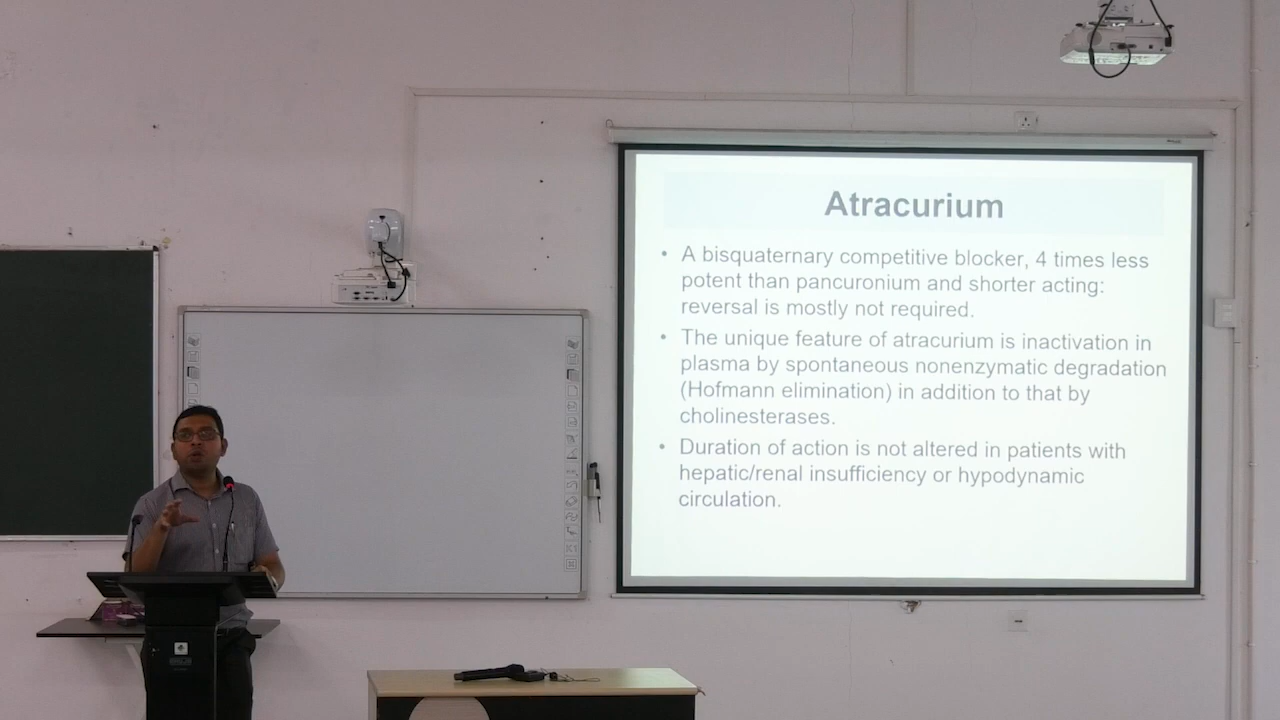 Atracurium
• A bisquaternary competitive blocker, 4 times less
potent than pancuronium and shorter acting:
reversal is mostly not required.
• The unique feature of atracurium is inactivation in
plasma by spontaneous nonenzymatic degradation
(Hofmann elimination) in addition to that by
cholinesterases.
• Duration of action is not altered in patients with
hepatic/renal insufficiency or hypodynamic
circulation.